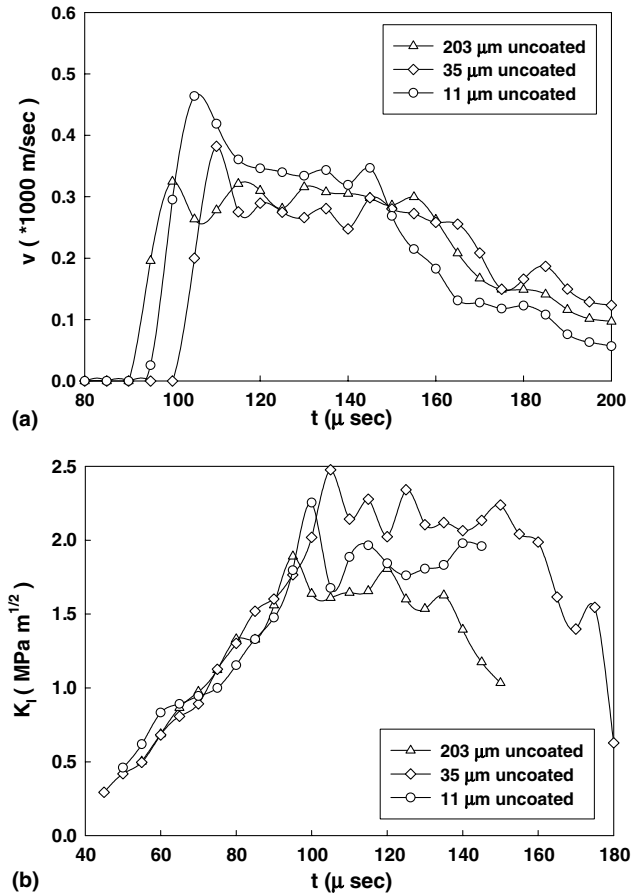 0.6
203 μm uncoated
35 μm uncoated
11 μm uncoated
0.5
0.4
v ( *1000 m/sec )
0.3
0.2
0.1
0.0
80 100 120 140 160 180 200
(a)
t (μ sec)
2.5
2.0
K_I ( MPa m^1/2 )
1.5
1.0
203 μm uncoated
35 μm uncoated
11 μm uncoated
0.5
0.0
40 60 80 100 120 140 160 180
(b)
t (μ sec)